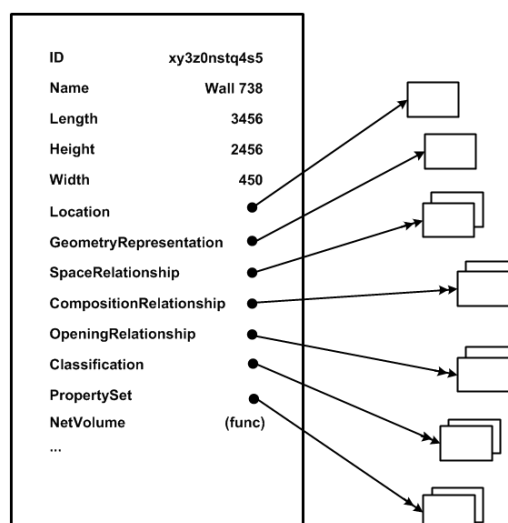 ID xy3z0nstq4s5
Name Wall 738
Length 3456
Height 2456
Width 450
Location
GeometryRepresentation
SpaceRelationship
CompositionRelationship
OpeningRelationship
Classification
PropertySet
NetVolume (func)
...